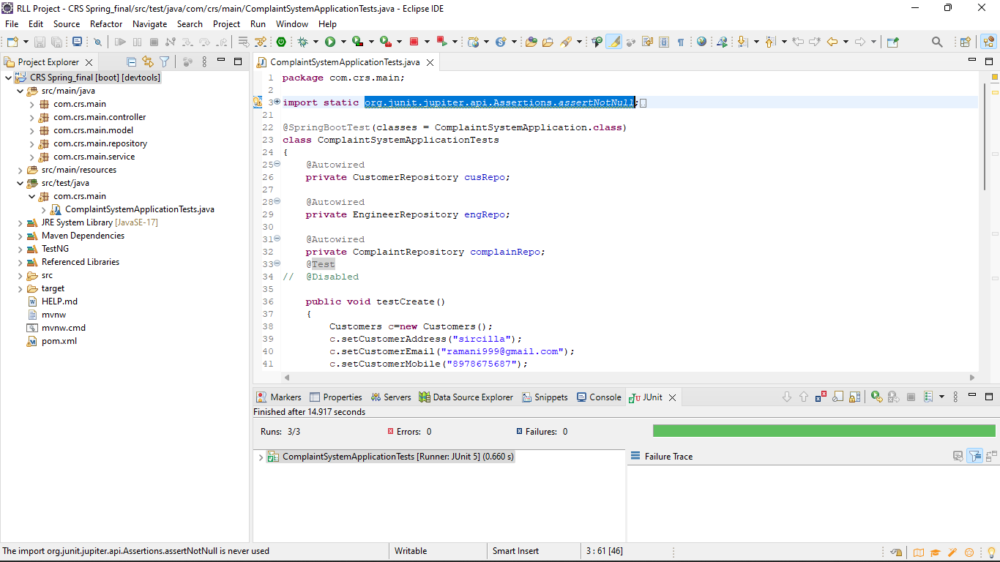 RLL Project - CRS Spring_final/src/test/java/com/crs/main/ComplaintSystemApplicationTests.java - Eclipse IDE
File Edit Source Refactor Navigate Search Project Run Window Help
Project Explorer
CRS Spring_final [boot] [devtools]
src/main/java
com.crs.main
com.crs.main.controller
com.crs.main.model
com.crs.main.repository
com.crs.main.service
src/main/resources
src/test/java
com.crs.main
ComplaintSystemApplicationTests.java
JRE System Library [JavaSE-17]
Maven Dependencies
TestNG
Referenced Libraries
src
target
HELP.md
mvnw
mvnw.cmd
pom.xml
ComplaintSystemApplicationTests.java
1 package com.crs.main;
2
3 import static org.junit.jupiter.api.Assertions.assertNotNull;
21
22 @SpringBootTest(classes = ComplaintSystemApplication.class)
23 class ComplaintSystemApplicationTests
24 {
25 @Autowired
26 private CustomerRepository cusRepo;
27
28 @Autowired
29 private EngineerRepository engRepo;
30
31 @Autowired
32 private ComplaintRepository complainRepo;
33 @Test
34 // @Disabled
35
36 public void testCreate()
37 {
38 Customers c=new Customers();
39 c.setCustomerAddress("sircilla");
40 c.setCustomerEmail("ramani999@gmail.com");
41 c.setCustomerMobile("8978675687");
Markers Properties Servers Data Source Explorer Snippets Console JUnit
Finished after 14.917 seconds
Runs: 3/3 Errors: 0 Failures: 0
ComplaintSystemApplicationTests [Runner: JUnit 5] (0.660 s)
Failure Trace
The import org.junit.jupiter.api.Assertions.assertNotNull is never used
Writable
Smart Insert
3 : 61 [46]